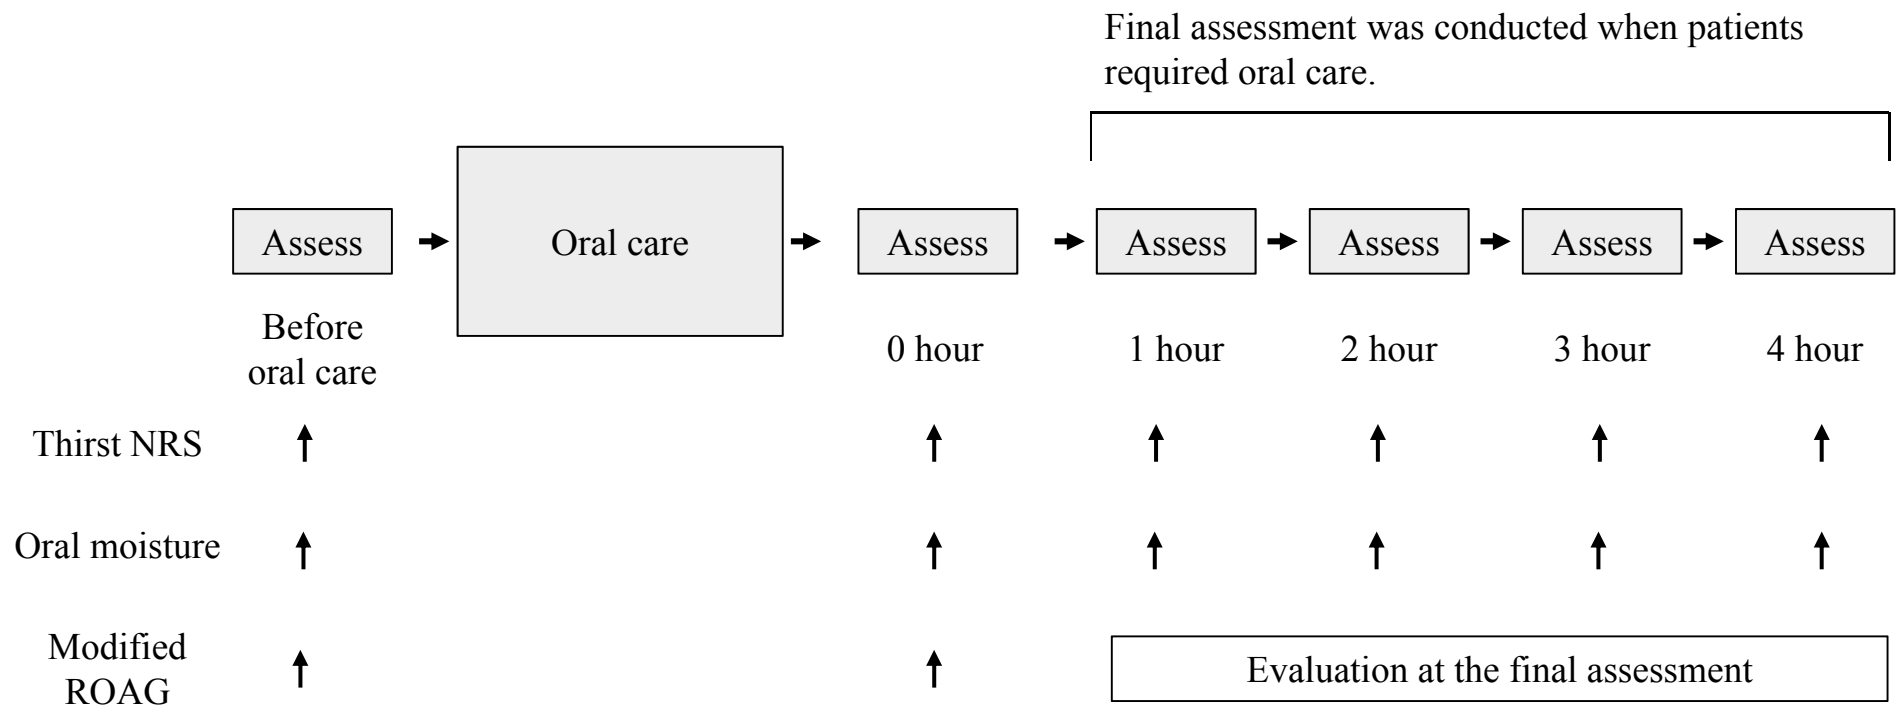 Final assessment was conducted when patients
required oral care.
Assess
Oral care
Assess
Assess
Assess
Assess
Assess
Before
oral care
0 hour
1 hour
2 hour
3 hour
4 hour
Thirst NRS
Oral moisture
Modified
ROAG
Evaluation at the final assessment